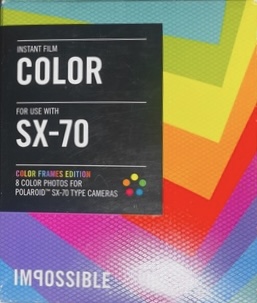 INSTANT FILM
COLOR
FOR USE WITH
SX-70
COLOR FRAMES EDITION
8 COLOR PHOTOS FOR
POLAROID™ SX-70 TYPE CAMERAS
IMPOSSIBLE